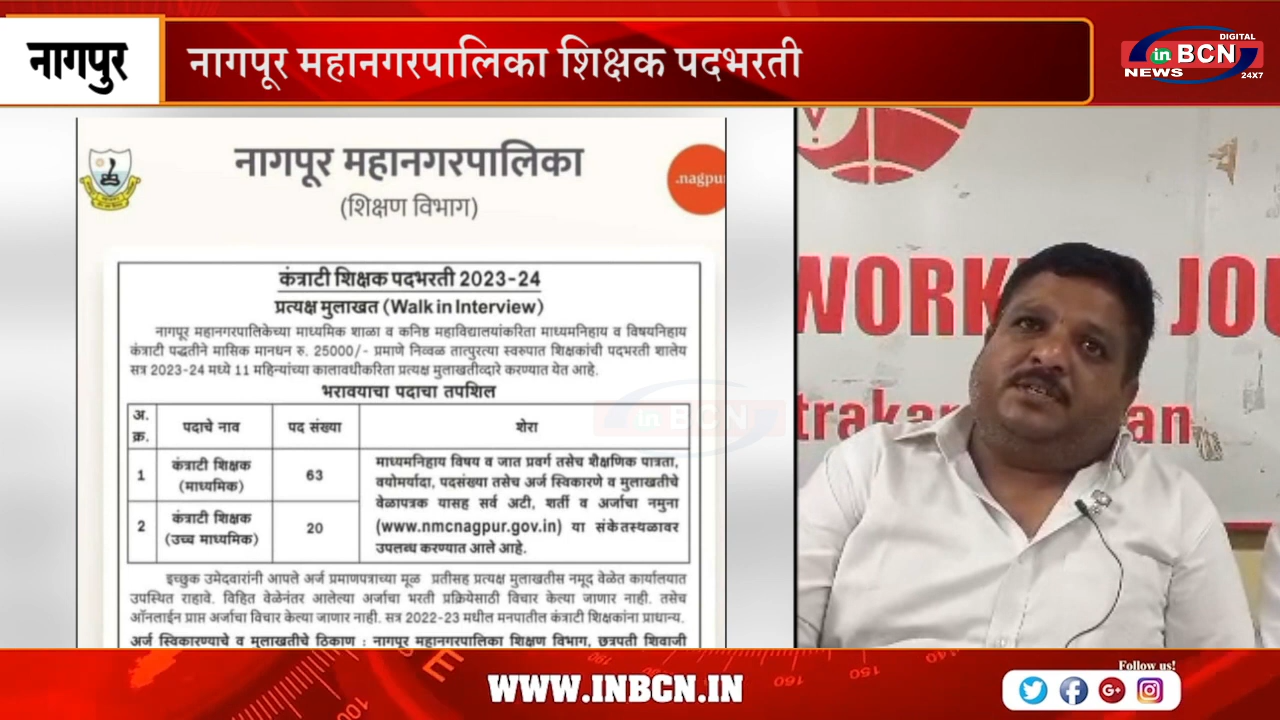 नागपुर
नागपूर महानगरपालिका शिक्षक पदभरती
DIGITAL
in BCN
NEWS
24X7
नागपूर महानगरपालिका
(शिक्षण विभाग)
.nagpu
कंत्राटी शिक्षक पदभरती 2023-24
प्रत्यक्ष मुलाखत (Walk in Interview)
नागपूर महानगरपालिकेच्या माध्यमिक शाळा व कनिष्ठ महाविद्यालयांकरिता माध्यमनिहाय व विषयनिहाय
कंत्राटी पद्धतीने मासिक मानधन रु. 25000/- प्रमाणे निव्वळ तात्पुरत्या स्वरुपात शिक्षकांची पदभरती शालेय
सत्र 2023-24 मध्ये 11 महिन्यांच्या कालावधीकरिता प्रत्यक्ष मुलाखतीव्दारे करण्यात येत आहे.
भरावयाचा पदाचा तपशिल
अ. क्र. पदाचे नाव पद संख्या शेरा
1 कंत्राटी शिक्षक (माध्यमिक) 63
2 कंत्राटी शिक्षक (उच्च माध्यमिक) 20
माध्यमनिहाय विषय व जात प्रवर्ग तसेच शैक्षणिक पात्रता,
वयोमर्यादा, पदसंख्या तसेच अर्ज स्विकारणे व मुलाखतीचे
वेळापत्रक यासह सर्व अटी, शर्ती व अर्जाचा नमुना
(www.nmcnagpur.gov.in) या संकेतस्थळावर
उपलब्ध करण्यात आले आहे.
इच्छुक उमेदवारांनी आपले अर्ज प्रमाणपत्राच्या मूळ प्रतीसह प्रत्यक्ष मुलाखतीस नमूद वेळेत कार्यालयात
उपस्थित राहावे. विहित वेळेनंतर आलेल्या अर्जाचा भरती प्रक्रियेसाठी विचार केल्या जाणार नाही. तसेच
ऑनलाईन प्राप्त अर्जाचा विचार केल्या जाणार नाही. सत्र 2022-23 मधील मनपातील कंत्राटी शिक्षकांना प्राधान्य.
अर्ज स्विकारण्याचे व मुलाखतीचे ठिकाण : नागपूर महानगरपालिका शिक्षण विभाग, छत्रपती शिवाजी
in BCN
WORK JOU
trakar an
WWW.INBCN.IN
Follow us!